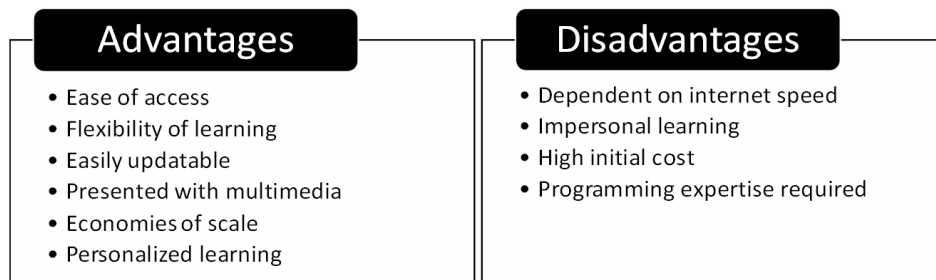 Advantages
• Ease of access
• Flexibility of learning
• Easily updatable
• Presented with multimedia
• Economies of scale
• Personalized learning
Disadvantages
• Dependent on internet speed
• Impersonal learning
• High initial cost
• Programming expertise required